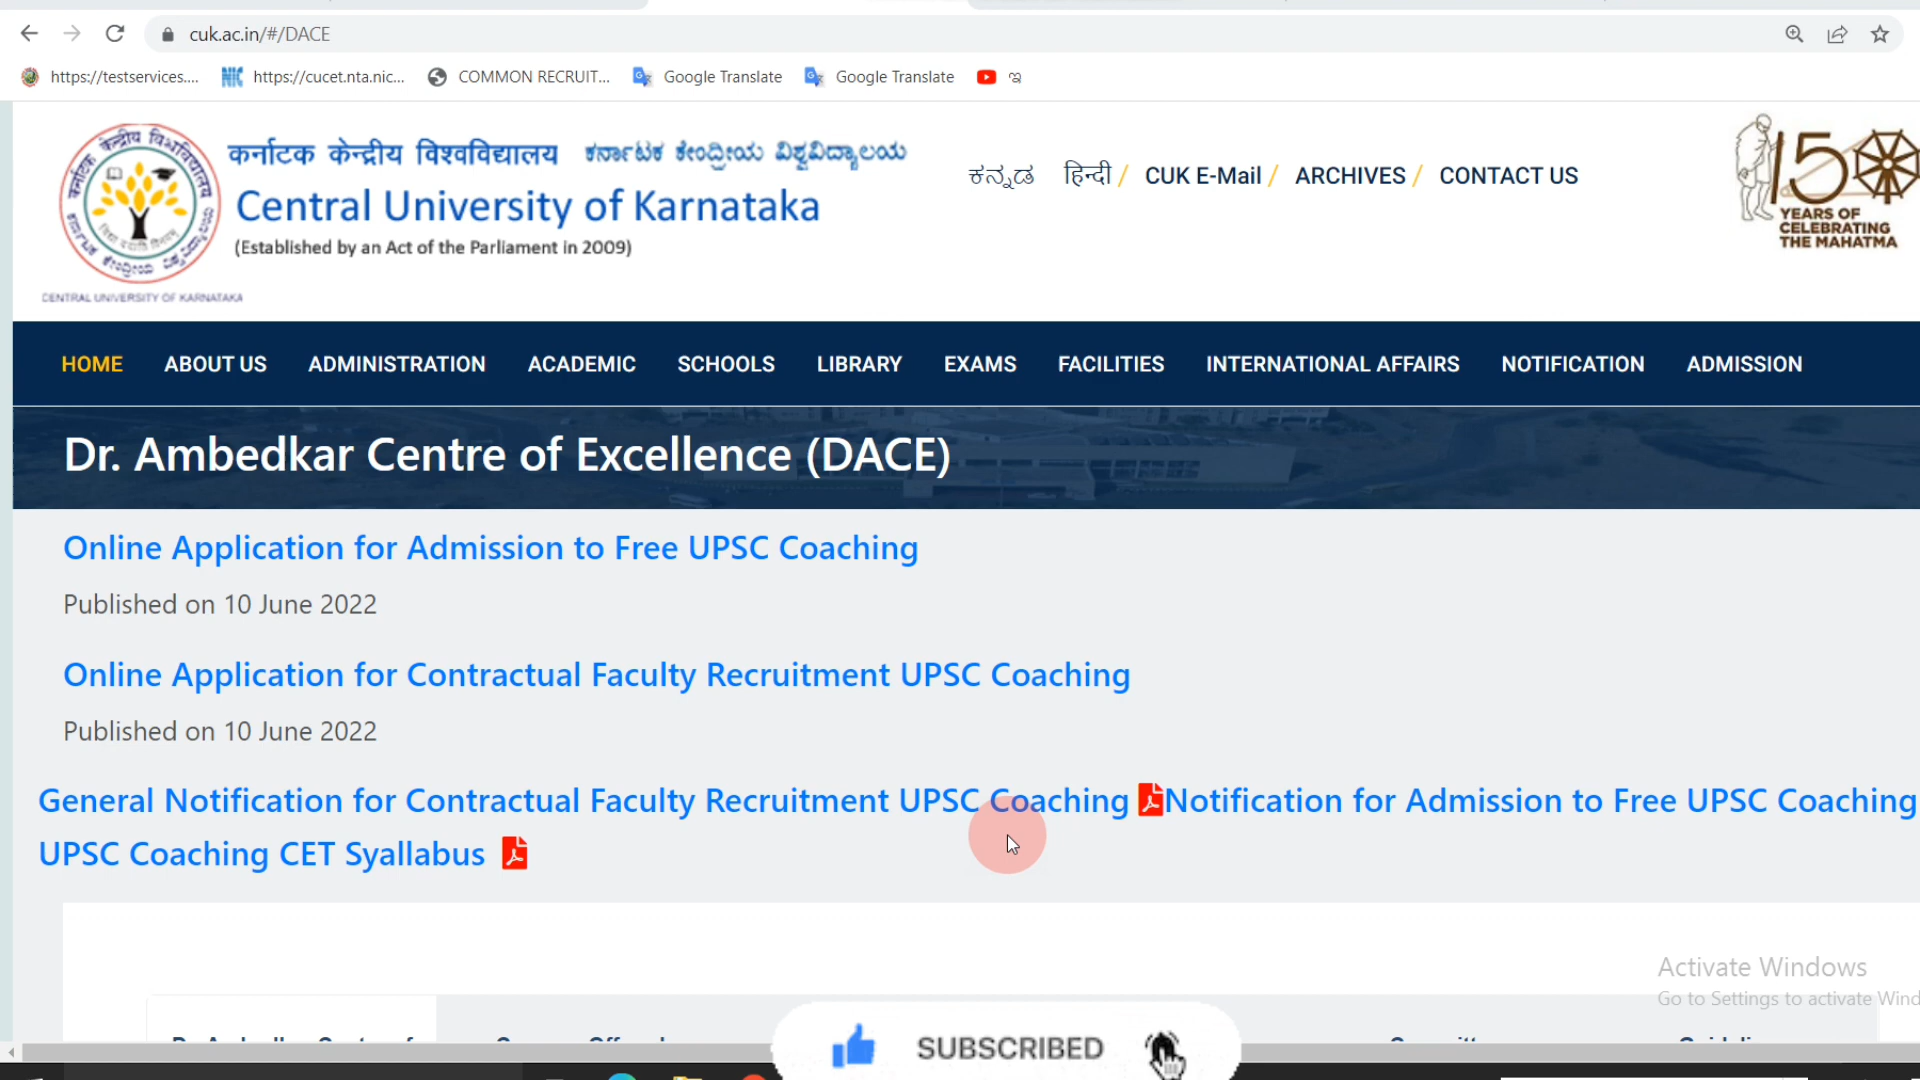 cuk.ac.in/#/DACE
https://testservices.... https://cucet.nta.nic... COMMON RECRUIT... Google Translate Google Translate
कर्नाटक केन्द्रीय विश्वविद्यालय ಕರ್ನಾಟಕ ಕೇಂದ್ರೀಯ ವಿಶ್ವವಿದ್ಯಾಲಯ
Central University of Karnataka
(Established by an Act of the Parliament in 2009)
CENTRAL UNIVERSITY OF KARNATAKA
ಕನ್ನಡ हिन्दी / CUK E-Mail / ARCHIVES / CONTACT US
150
YEARS OF
CELEBRATING
THE MAHATMA
HOME ABOUT US ADMINISTRATION ACADEMIC SCHOOLS LIBRARY EXAMS FACILITIES INTERNATIONAL AFFAIRS NOTIFICATION ADMISSION
Dr. Ambedkar Centre of Excellence (DACE)
Online Application for Admission to Free UPSC Coaching
Published on 10 June 2022
Online Application for Contractual Faculty Recruitment UPSC Coaching
Published on 10 June 2022
General Notification for Contractual Faculty Recruitment UPSC Coaching Notification for Admission to Free UPSC Coaching
UPSC Coaching CET Syallabus
Activate Windows
Go to Settings to activate Wind
SUBSCRIBED